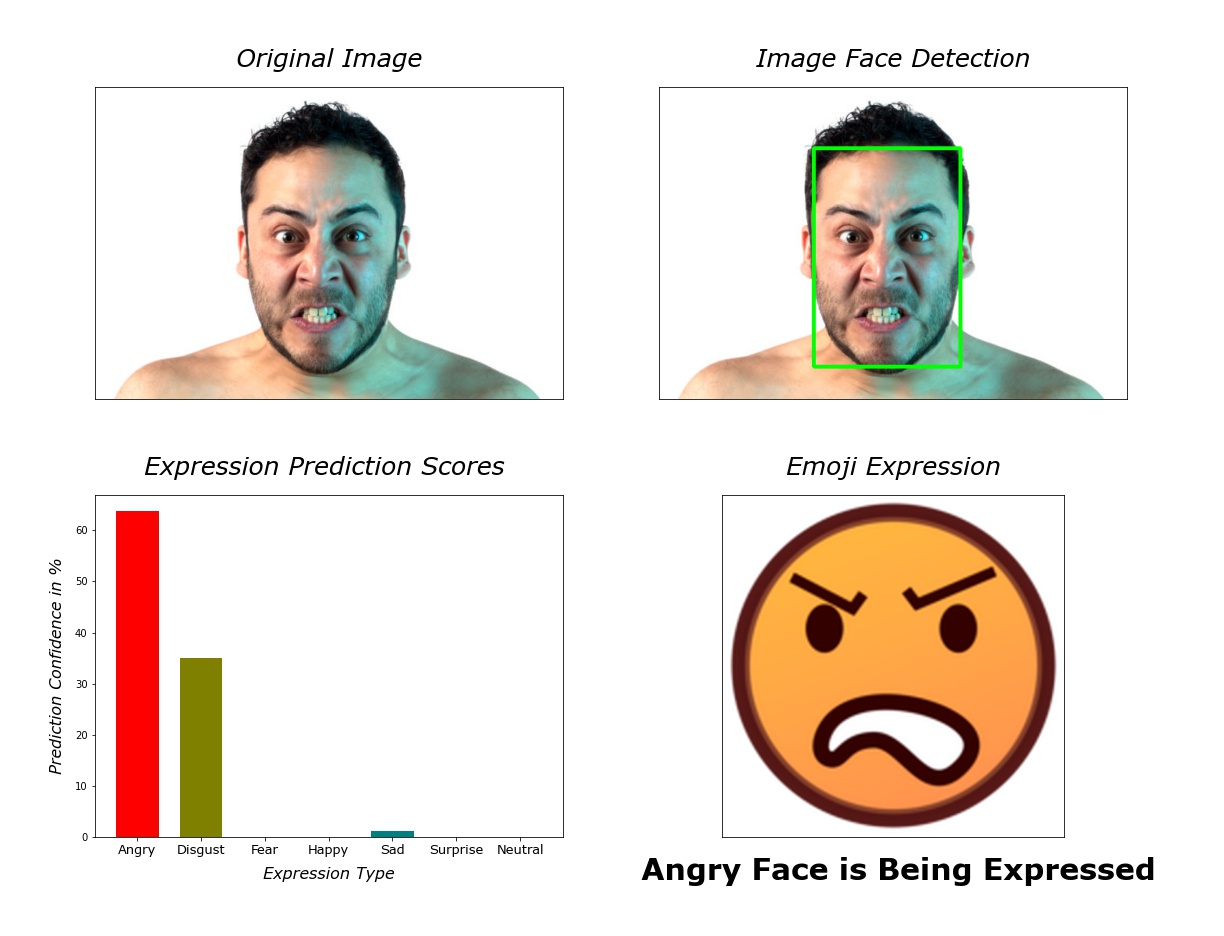 Original Image
Image Face Detection
Expression Prediction Scores
Prediction Confidence in %
60
50
40
30
20
10
0
Angry Disgust Fear Happy Sad Surprise Neutral
Expression Type
Emoji Expression
Angry Face is Being Expressed